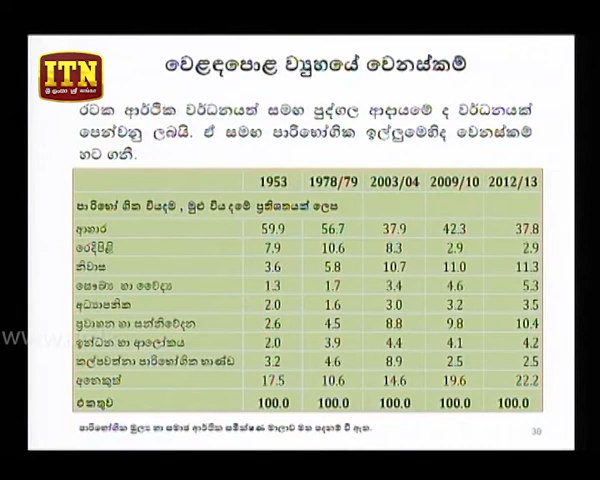 ITN
ශ්‍රී ලංකා
වෙළඳපොළ ව්‍යුහයේ වෙනස්කම්
රටක ආර්ථික වර්ධනයත් සමඟ පුද්ගල ආදායමේ ද වර්ධනයක්
පෙන්වනු ලබයි. ඒ සමඟ පාරිභෝගික ඉල්ලුමෙහිද වෙනස්කම්
හට ගනී.
1953 1978/79 2003/04 2009/10 2012/13
පාරිභෝගික වියදම, මුළු වියදමේ ප්‍රතිශතයක් ලෙස
ආහාර 59.9 56.7 37.9 42.3 37.8
රෙදිපිළි 7.9 10.6 8.3 2.9 2.9
නිවාස 3.6 5.8 10.7 11.0 11.3
සෞඛ්‍ය හා වෛද්‍ය 1.3 1.7 3.4 4.6 5.3
අධ්‍යාපනික 2.0 1.6 3.0 3.2 3.5
ප්‍රවාහන හා සන්නිවේදන 2.6 4.5 8.8 9.8 10.4
ඉන්ධන හා ආලෝකය 2.0 3.9 4.4 4.1 4.2
කල්පවත්නා පාරිභෝගික භාණ්ඩ 3.2 4.6 8.9 2.5 2.5
අනෙකුත් 17.5 10.6 14.6 19.6 22.2
එකතුව 100.0 100.0 100.0 100.0 100.0
පාරිභෝගික මූල්‍ය හා සමාජ ආර්ථික සමීක්ෂණ මාලාව මත පදනම් වී ඇත.
30